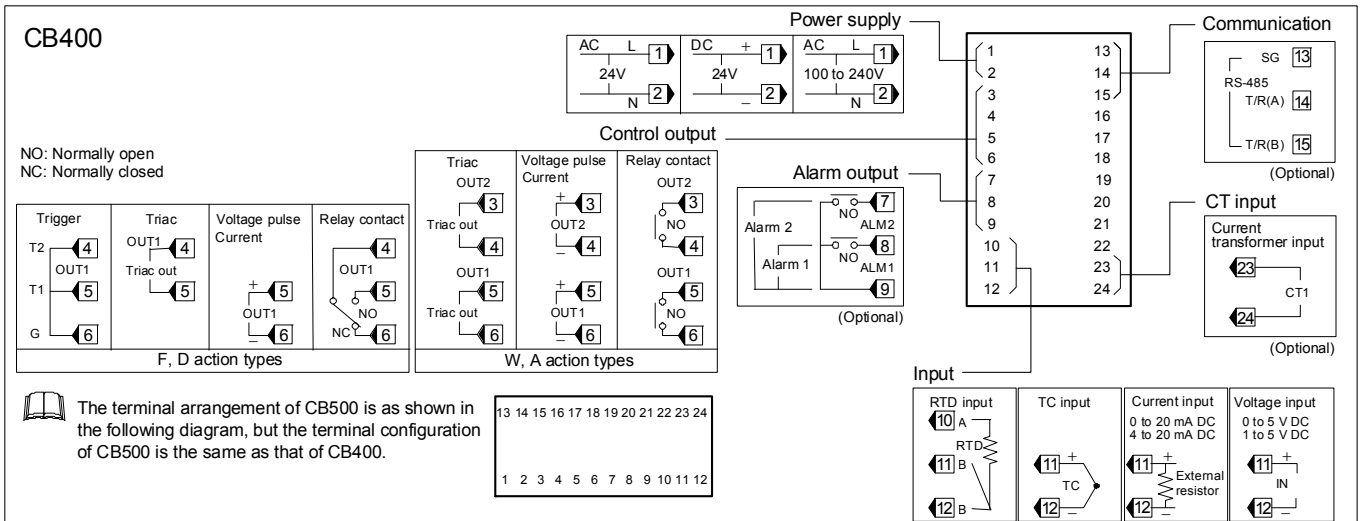 CB400
NO: Normally open
NC: Normally closed
Power supply
AC L 1
24V
N 2
DC + 1
24V
– 2
AC L 1
100 to 240V
N 2
Control output
Trigger
T2 4
OUT1
T1 5
G 6
Triac
OUT1 4
Triac out
5
Voltage pulse
Current
+ 5
OUT1
– 6
Relay contact
4
OUT1
5
NO
NC 6
F, D action types
Triac
OUT2
3
Triac out
4
OUT1
5
Triac out
6
Voltage pulse
Current
+ 3
OUT2
– 4
+ 5
OUT1
– 6
Relay contact
OUT2
3
NO
4
OUT1
5
NO
6
W, A action types
Alarm output
7
NO
Alarm 2 ALM2
8
NO
Alarm 1 ALM1
9
(Optional)
1 13
2 14
3 15
4 16
5 17
6 18
7 19
8 20
9 21
10 22
11 23
12 24
Communication
SG 13
RS-485
T/R(A) 14
T/R(B) 15
(Optional)
CT input
Current
transformer input
23
CT1
24
(Optional)
Input
RTD input
10 A
RTD
11 B
12 B
TC input
11 +
TC
12 –
Current input
0 to 20 mA DC
4 to 20 mA DC
11 +
External
resistor
12 –
Voltage input
0 to 5 V DC
1 to 5 V DC
11 +
IN
12 –
The terminal arrangement of CB500 is as shown in
the following diagram, but the terminal configuration
of CB500 is the same as that of CB400.
13 14 15 16 17 18 19 20 21 22 23 24
1 2 3 4 5 6 7 8 9 10 11 12